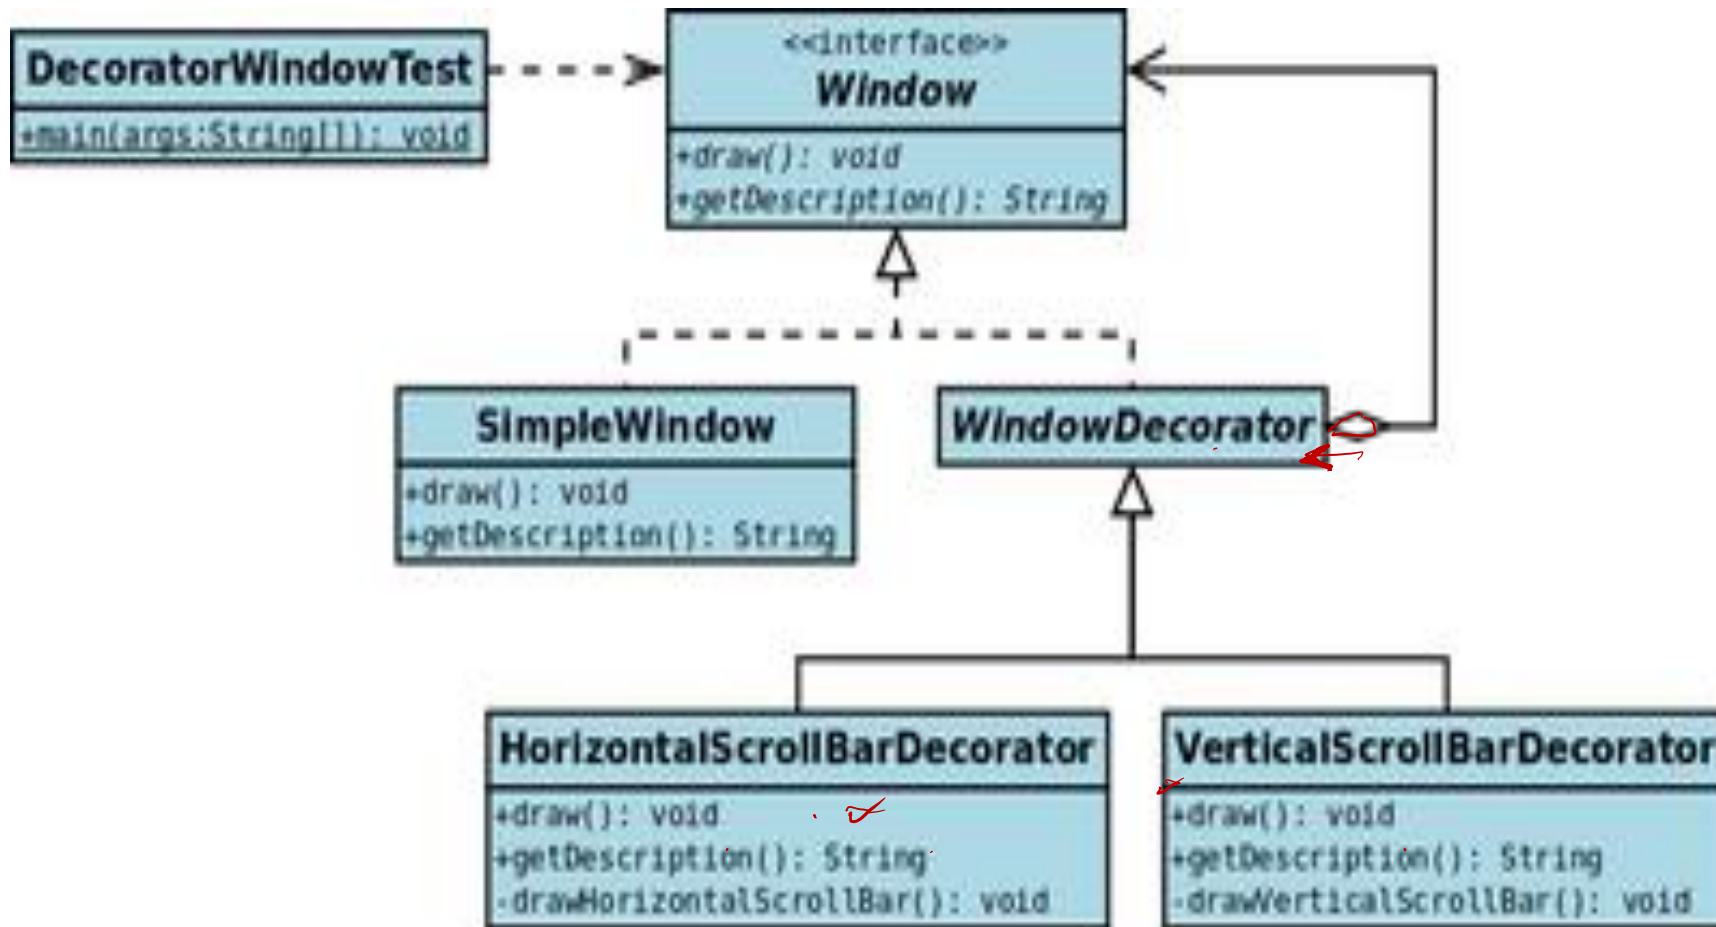 DecoratorWindowTest
+main(args:String[]): void
<<interface>>
Window
+draw(): void
+getDescription(): String
SimpleWindow
+draw(): void
+getDescription(): String
WindowDecorator
HorizontalScrollBarDecorator
+draw(): void
+getDescription(): String
-drawHorizontalScrollBar(): void
VerticalScrollBarDecorator
+draw(): void
+getDescription(): String
-drawVerticalScrollBar(): void